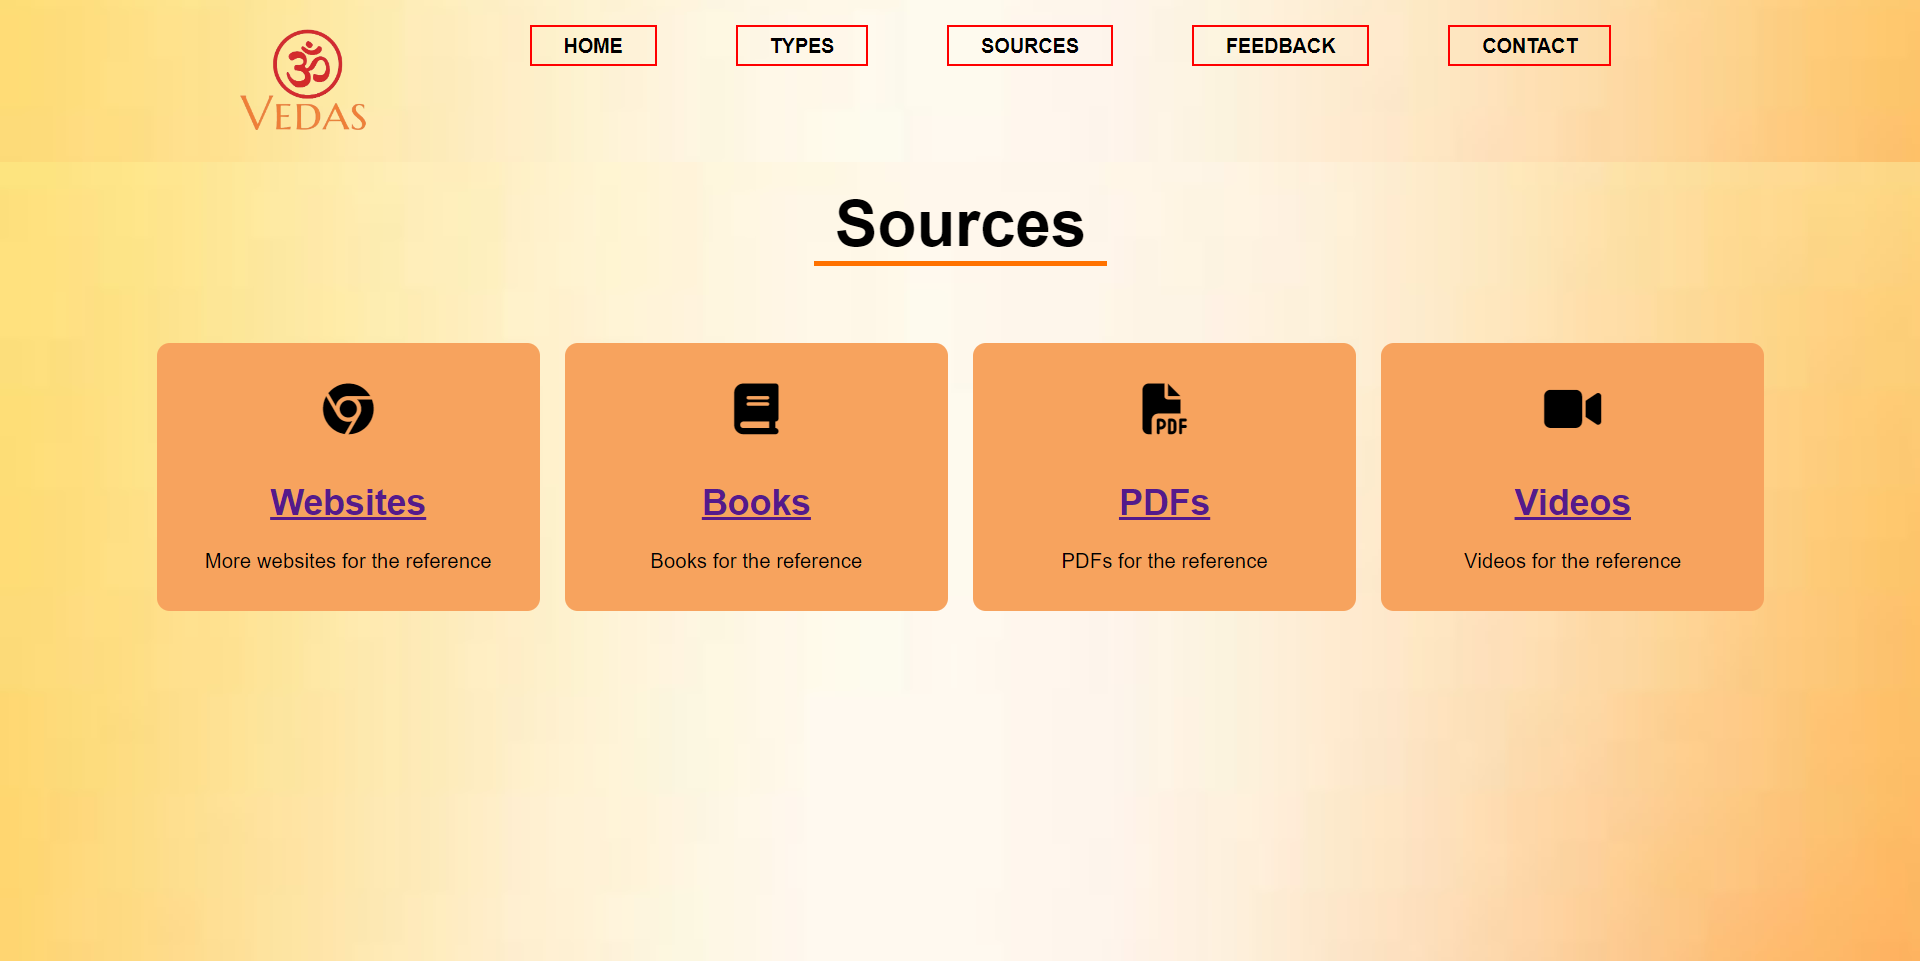 ॐ
VEDAS
HOME
TYPES
SOURCES
FEEDBACK
CONTACT
Sources
PDF
Websites
Books
PDFs
Videos
More websites for the reference
Books for the reference
PDFs for the reference
Videos for the reference